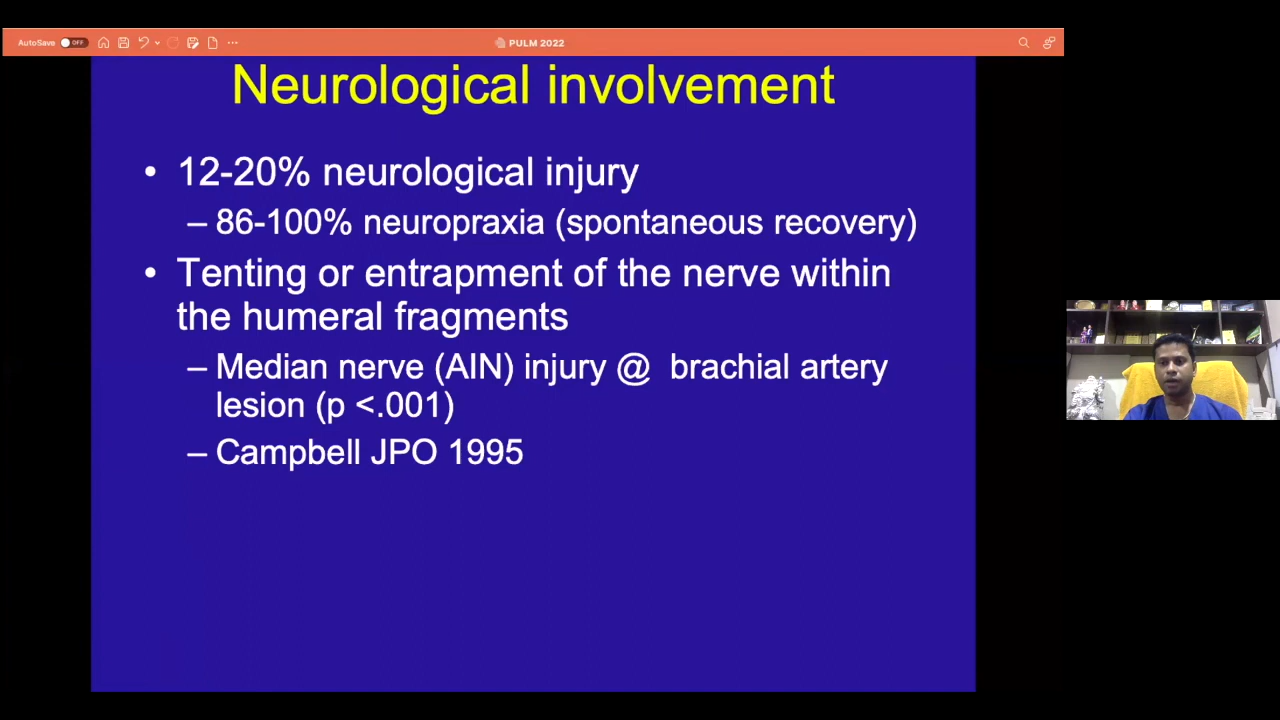 AutoSave OFF
PULM 2022
Neurological involvement
• 12-20% neurological injury
– 86-100% neuropraxia (spontaneous recovery)
• Tenting or entrapment of the nerve within
the humeral fragments
– Median nerve (AIN) injury @ brachial artery
lesion (p <.001)
– Campbell JPO 1995